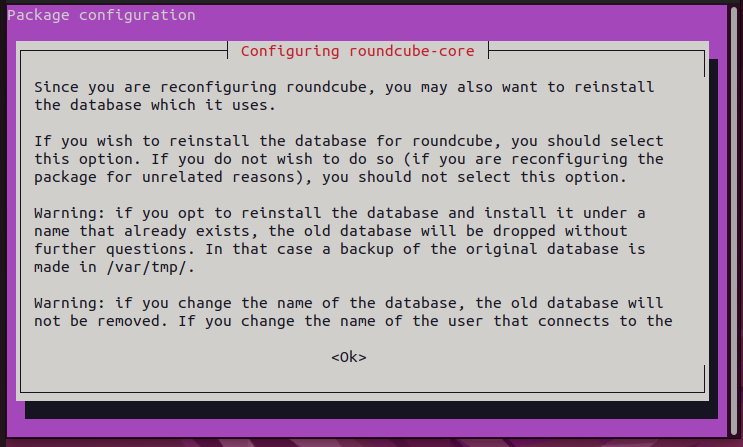 Package configuration
Configuring roundcube-core
Since you are reconfiguring roundcube, you may also want to reinstall
the database which it uses.
If you wish to reinstall the database for roundcube, you should select
this option. If you do not wish to do so (if you are reconfiguring the
package for unrelated reasons), you should not select this option.
Warning: if you opt to reinstall the database and install it under a
name that already exists, the old database will be dropped without
further questions. In that case a backup of the original database is
made in /var/tmp/.
Warning: if you change the name of the database, the old database will
not be removed. If you change the name of the user that connects to the
<Ok>